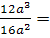 12a³/16a² =